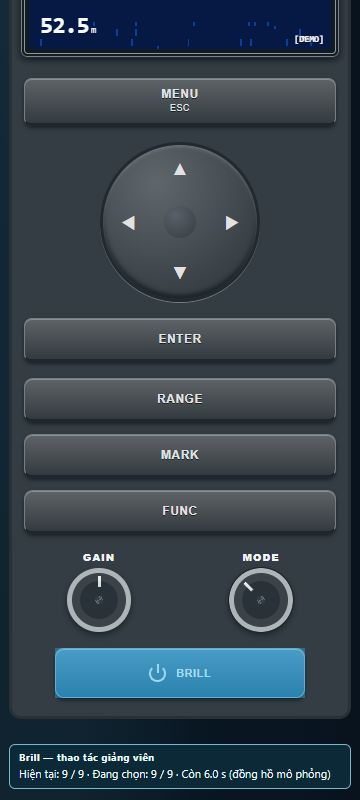 52.5m
[DEMO]
MENU
ESC
ENTER
RANGE
MARK
FUNC
GAIN MODE
BRILL
Brill — thao tác giảng viên
Hiện tại: 9 / 9 · Đang chọn: 9 / 9 · Còn 6.0 s (đồng hồ mô phỏng)